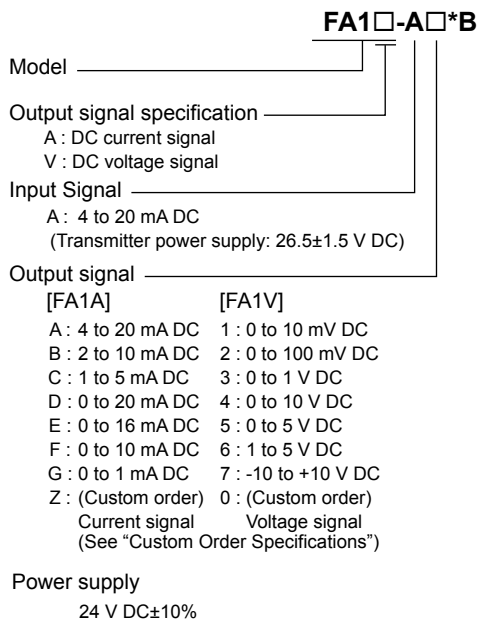 FA1□-A□*B
Model
Output signal specification
A : DC current signal
V : DC voltage signal
Input Signal
A : 4 to 20 mA DC
(Transmitter power supply: 26.5±1.5 V DC)
Output signal
[FA1A] [FA1V]
A : 4 to 20 mA DC 1 : 0 to 10 mV DC
B : 2 to 10 mA DC 2 : 0 to 100 mV DC
C : 1 to 5 mA DC 3 : 0 to 1 V DC
D : 0 to 20 mA DC 4 : 0 to 10 V DC
E : 0 to 16 mA DC 5 : 0 to 5 V DC
F : 0 to 10 mA DC 6 : 1 to 5 V DC
G : 0 to 1 mA DC 7 : -10 to +10 V DC
Z : (Custom order) 0 : (Custom order)
Current signal Voltage signal
(See “Custom Order Specifications”)
Power supply
24 V DC±10%